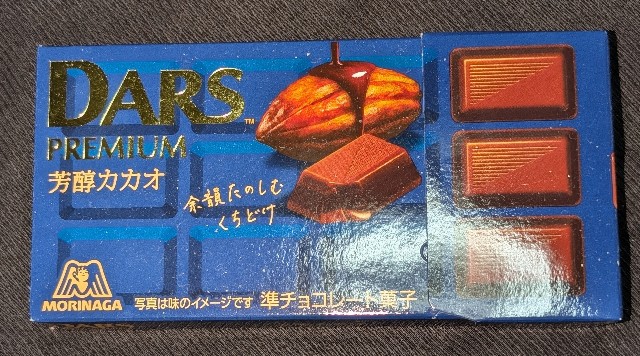 DARS™
PREMIUM
芳醇カカオ
余韻たのしむ
くちどけ
MORINAGA
写真は味のイメージです 準チョコレート菓子